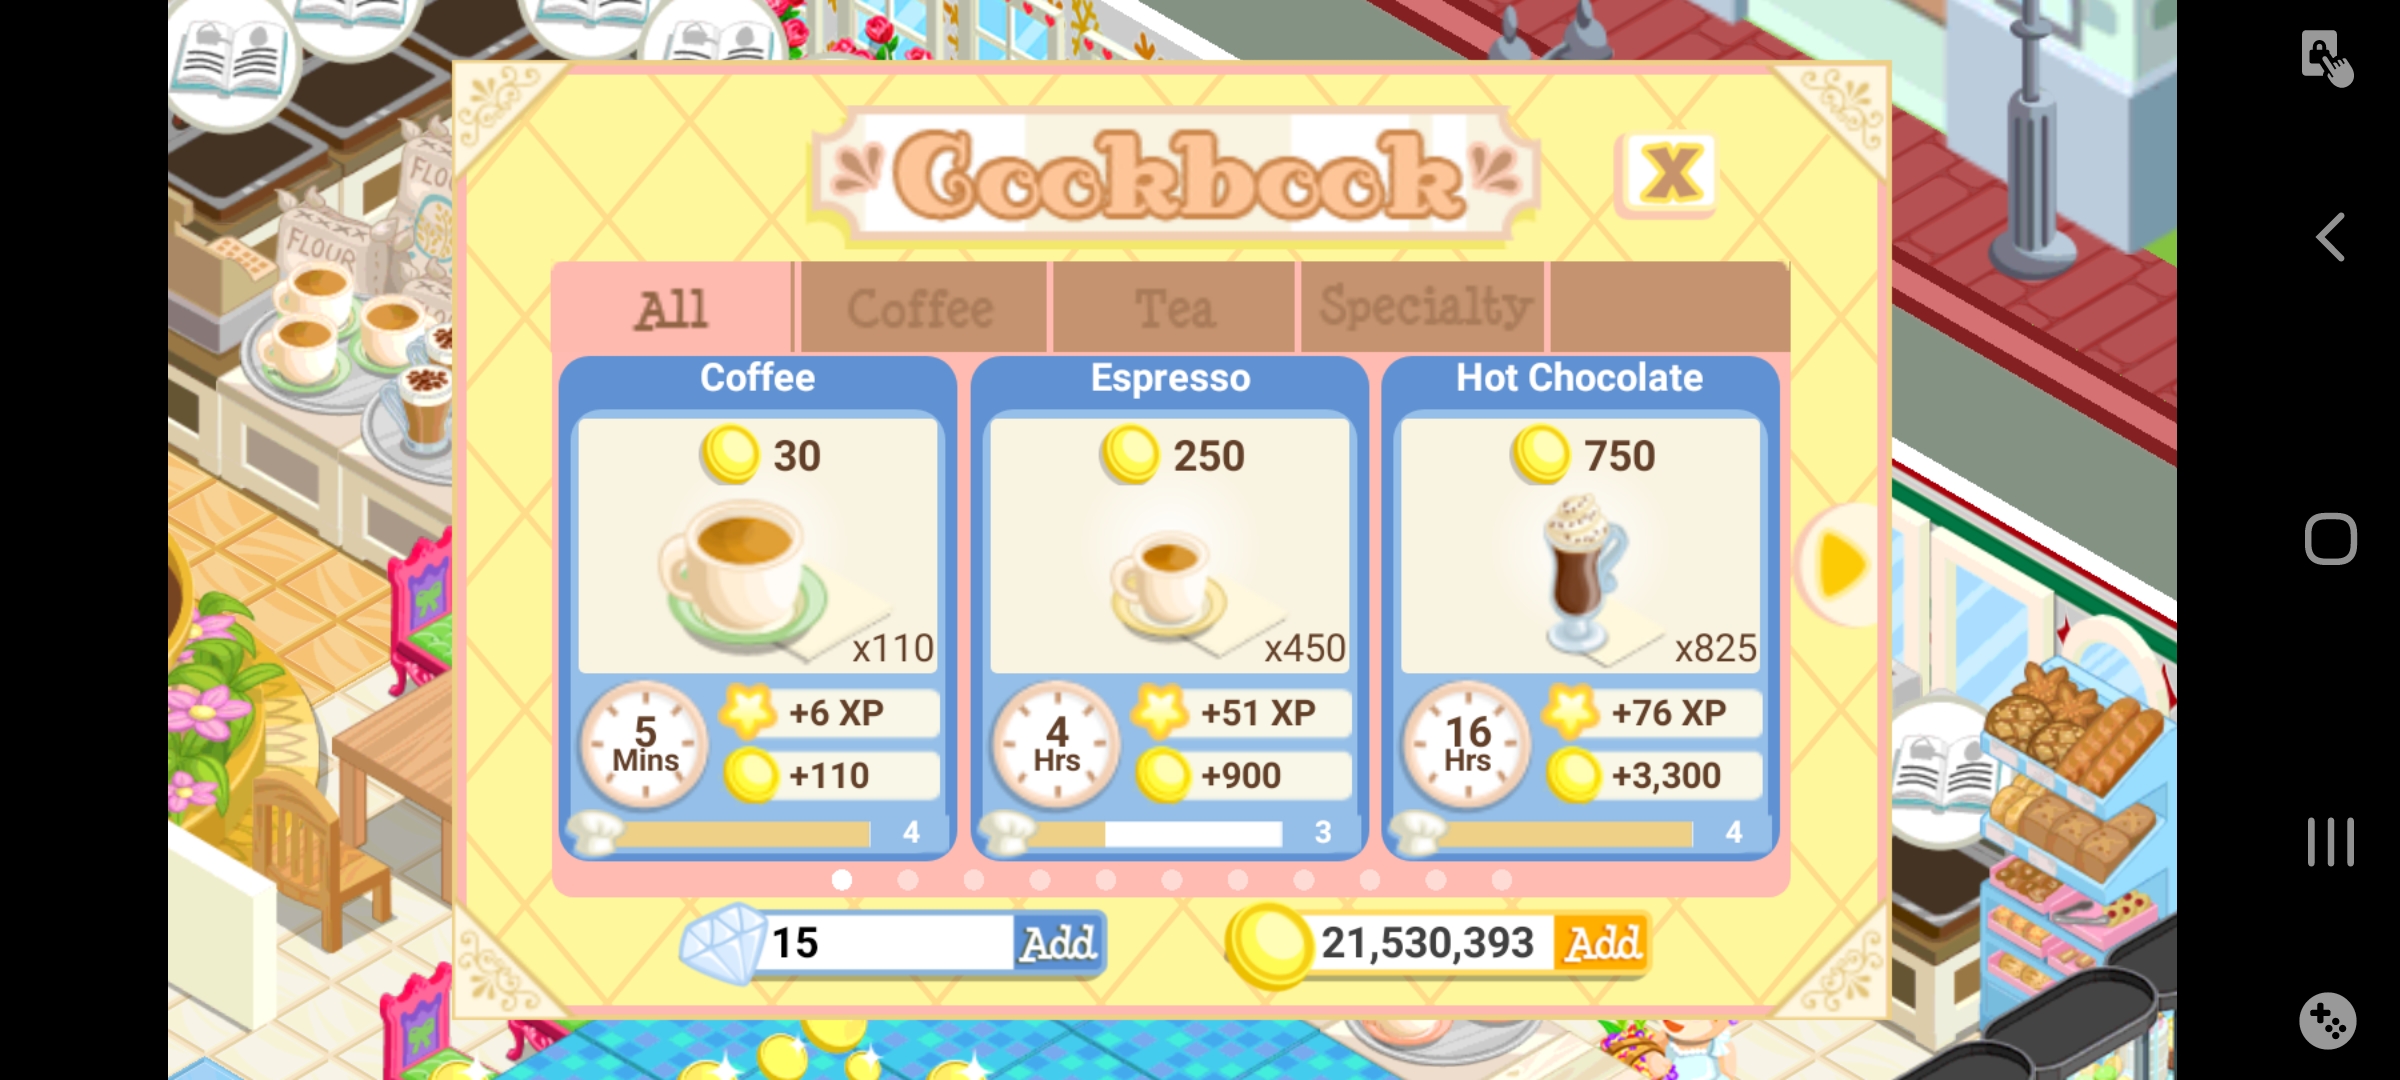 Cookbook
X
All Coffee Tea Specialty
Coffee
30
x110
5
Mins
+6 XP
+110
4
Espresso
250
x450
4
Hrs
+51 XP
+900
3
Hot Chocolate
750
x825
16
Hrs
+76 XP
+3,300
4
15 Add
21,530,393 Add
XXXX
FLOUR